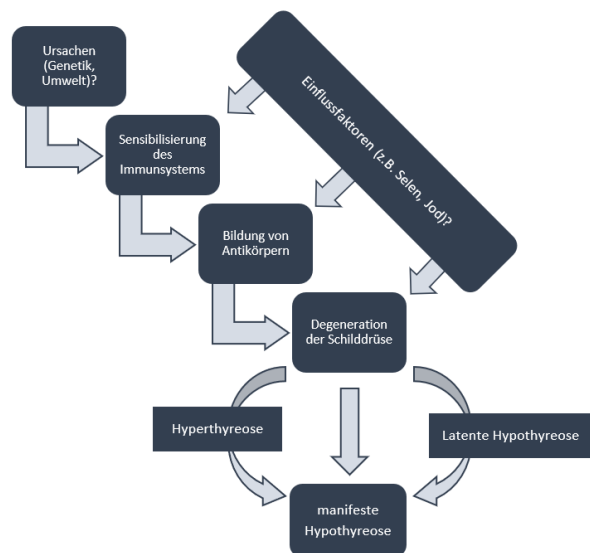 Ursachen
(Genetik,
Umwelt)?
Einflussfaktoren (z.B. Selen, Jod)?
Sensibilisierung
des
Immunsystems
Bildung von
Antikörpern
Degeneration
der Schilddrüse
Hyperthyreose
Latente Hypothyreose
manifeste
Hypothyreose